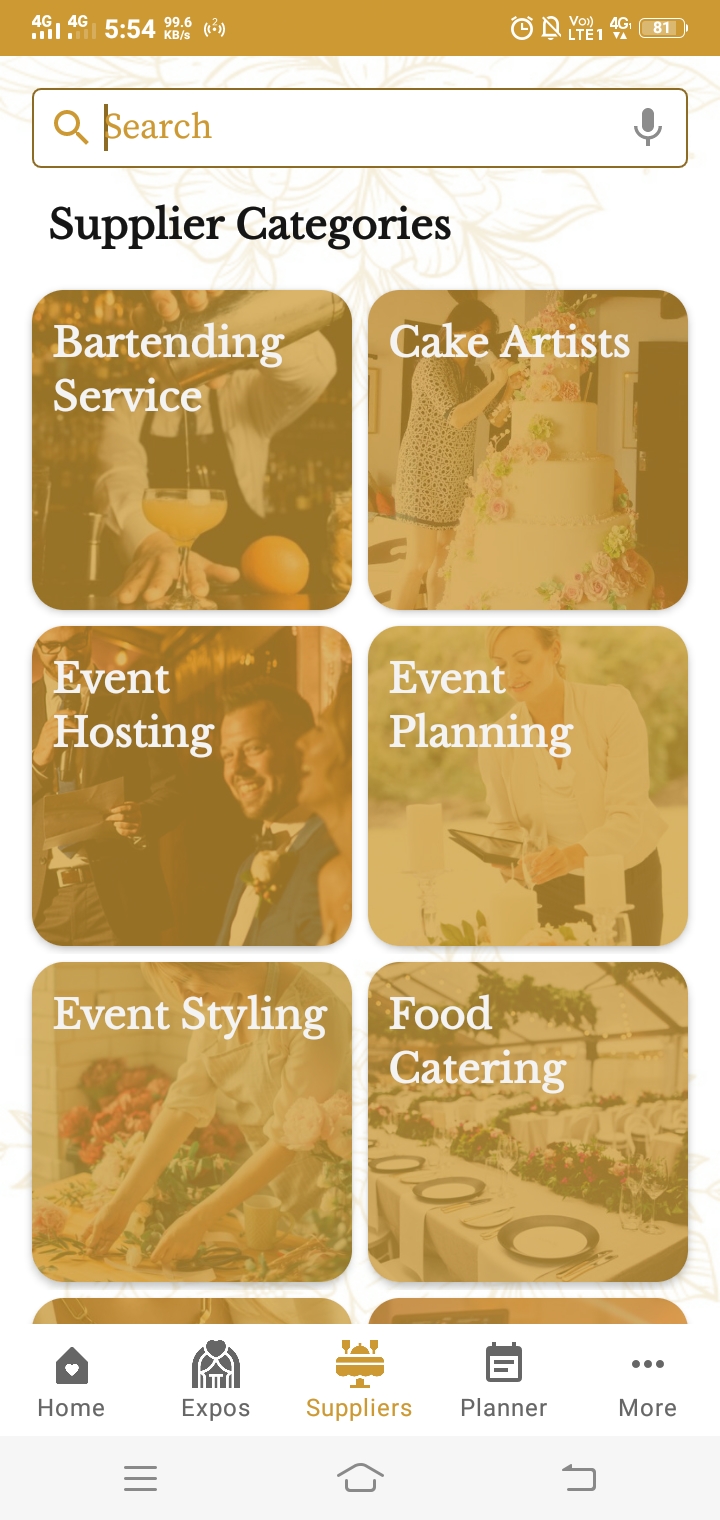 4G 4G 5:54 99.6 KB/s 2 Vo)) LTE1 4G 81
Search
Supplier Categories
Bartending
Service
Cake Artists
Event
Hosting
Event
Planning
Event Styling
Food
Catering
Home Expos Suppliers Planner More